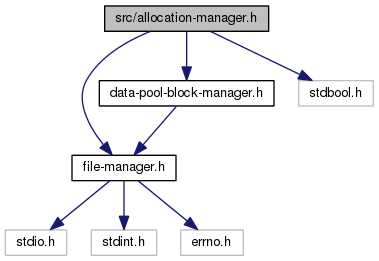 src/allocation-manager.h
data-pool-block-manager.h
stdbool.h
file-manager.h
stdio.h
stdint.h
errno.h